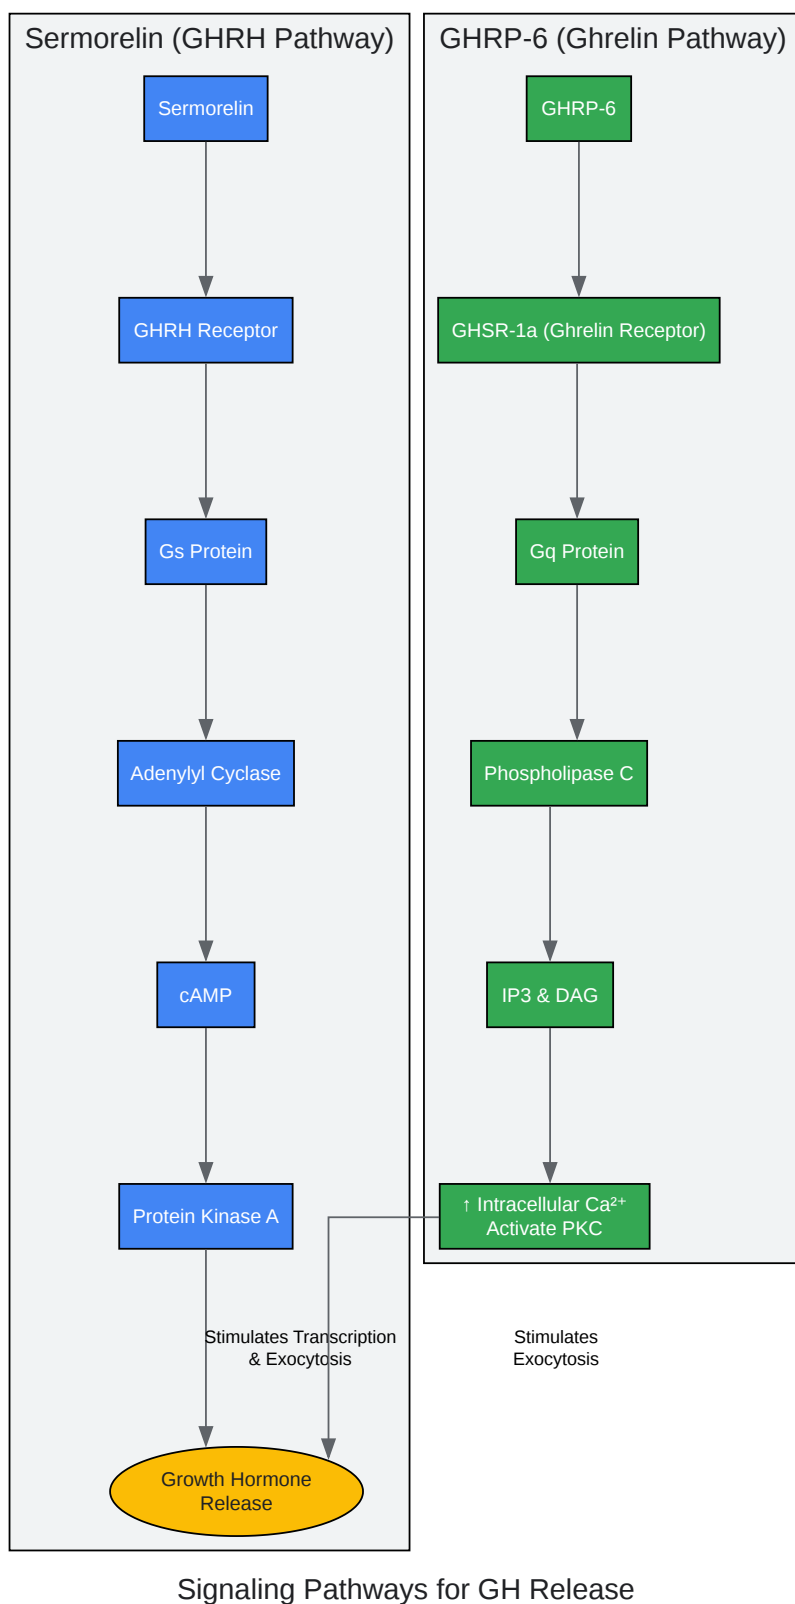 Sermorelin (GHRH Pathway)
Sermorelin
GHRH Receptor
Gs Protein
Adenylyl Cyclase
cAMP
Protein Kinase A
Stimulates Transcription
& Exocytosis
Growth Hormone
Release
GHRP-6 (Ghrelin Pathway)
GHRP-6
GHSR-1a (Ghrelin Receptor)
Gq Protein
Phospholipase C
IP3 & DAG
↑ Intracellular Ca²⁺
Activate PKC
Stimulates
Exocytosis
Signaling Pathways for GH Release